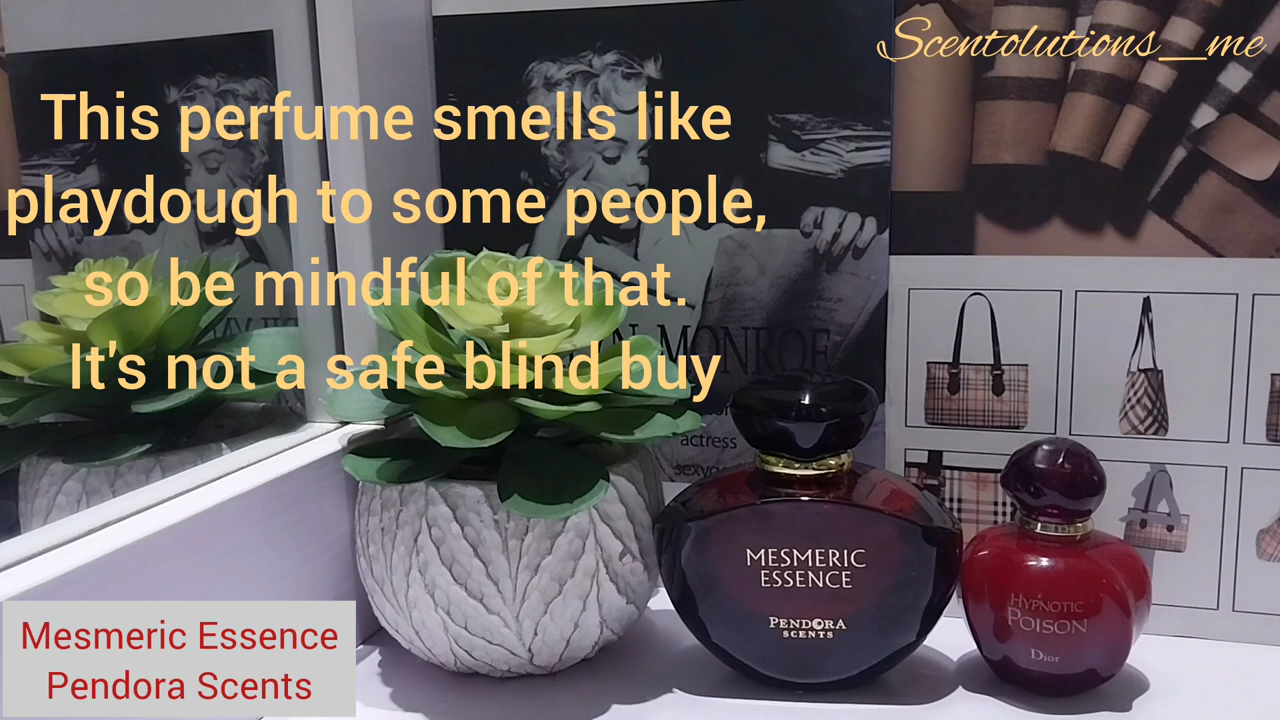 Scentolutions__me
This perfume smells like
playdough to some people,
so be mindful of that.
It's not a safe blind buy
MONROE
actress
MESMERIC
ESSENCE
PENDORA
SCENTS
HYPNOTIC
POISON
Dior
Mesmeric Essence
Pendora Scents